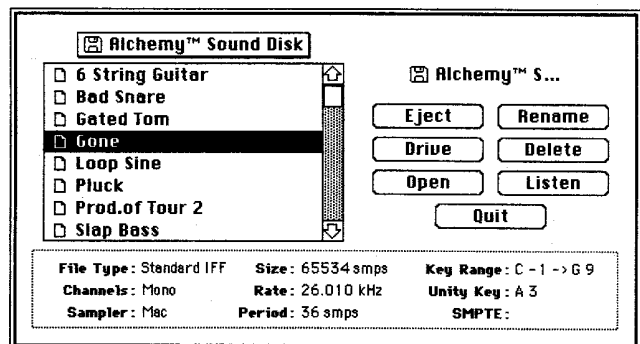 Alchemy™ Sound Disk
6 String Guitar
Bad Snare
Gated Tom
Gone
Loop Sine
Pluck
Prod.of Tour 2
Slap Bass
Alchemy™ S...
Eject Rename
Drive Delete
Open Listen
Quit
File Type: Standard IFF Size: 65534 smps Key Range: C -1 -> G 9
Channels: Mono Rate: 26.010 kHz Unity Key: A 3
Sampler: Mac Period: 36 smps SMPTE: